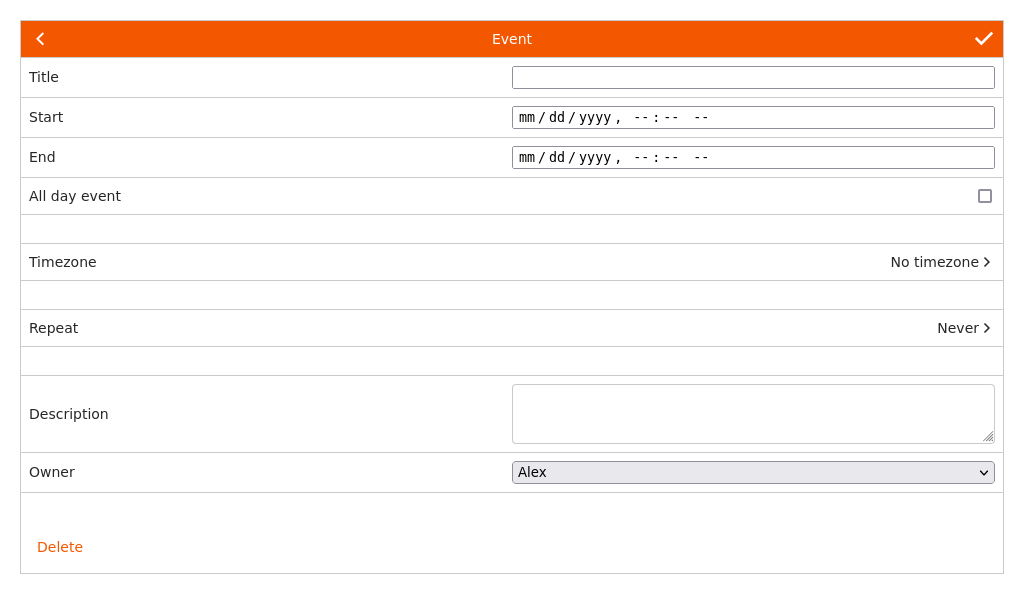 Event
Title
Start mm/dd/yyyy, --:-- --
End mm/dd/yyyy, --:-- --
All day event
Timezone No timezone
Repeat Never
Description
Owner Alex
Delete